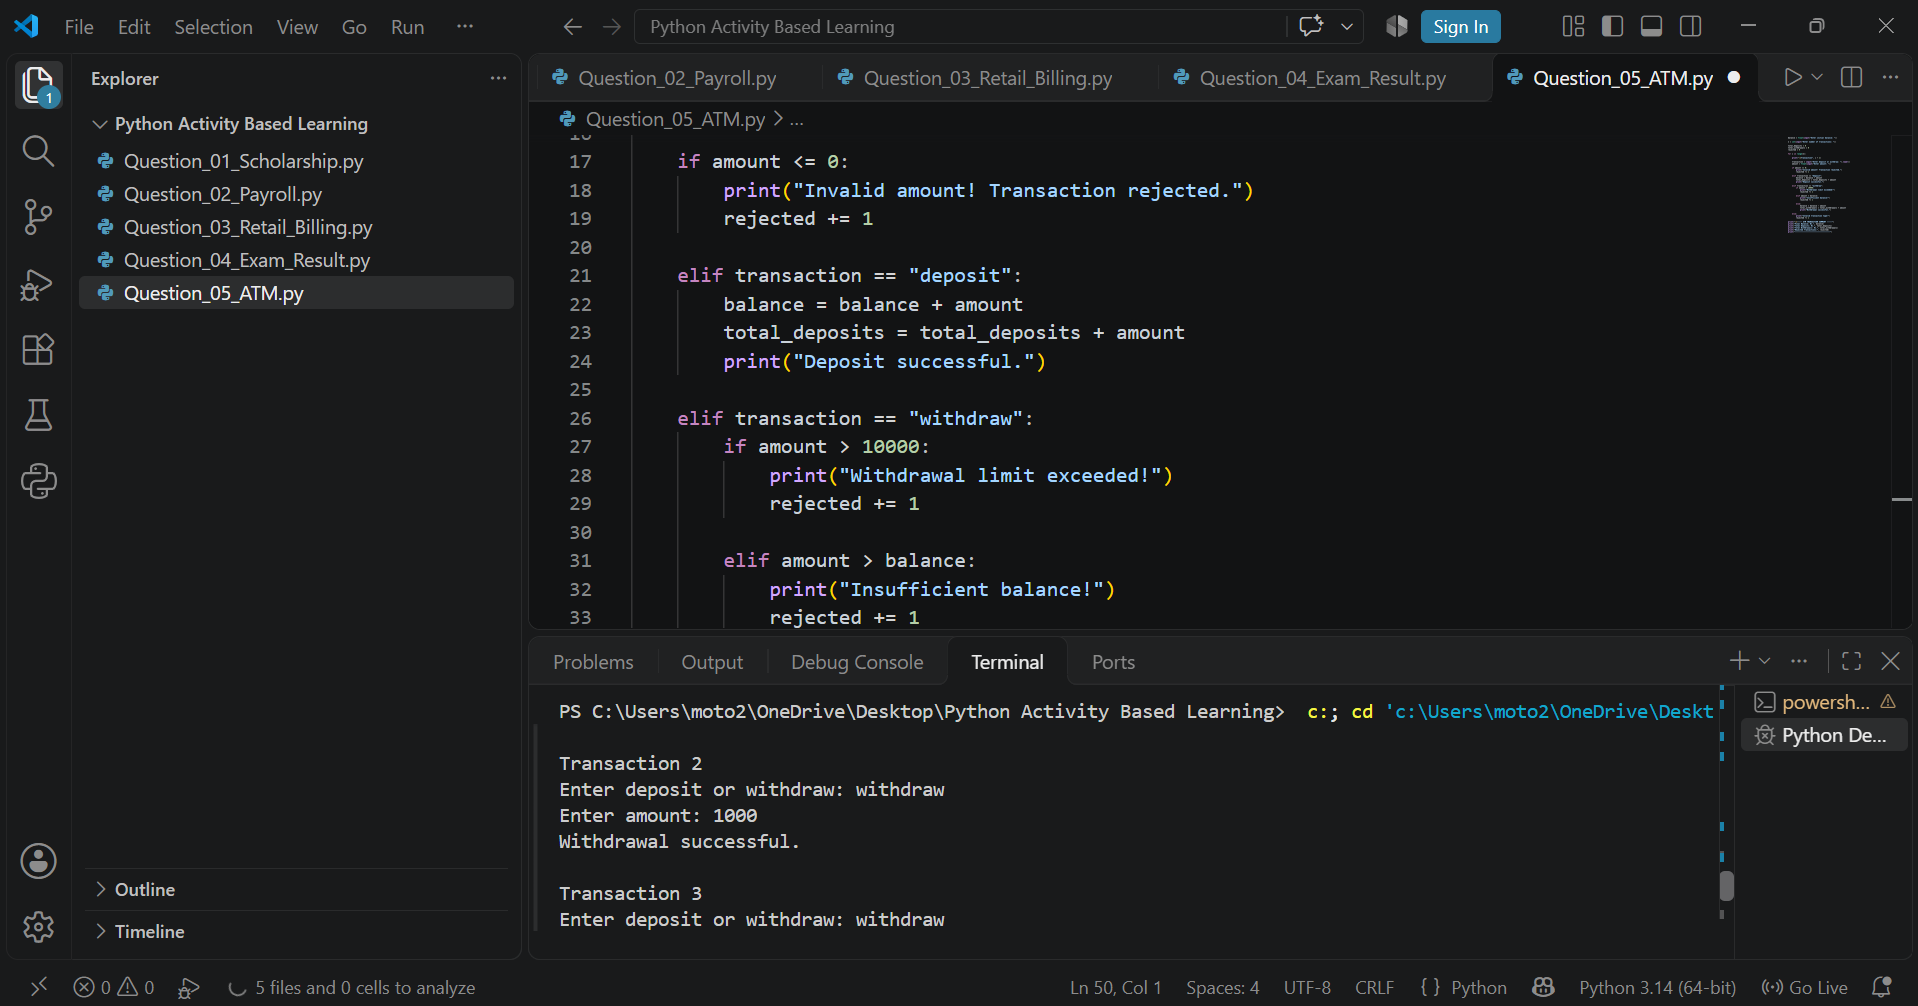 File Edit Selection View Go Run ...
Python Activity Based Learning
Sign In
Explorer
1
Python Activity Based Learning
Question_01_Scholarship.py
Question_02_Payroll.py
Question_03_Retail_Billing.py
Question_04_Exam_Result.py
Question_05_ATM.py
Outline
Timeline
Question_02_Payroll.py Question_03_Retail_Billing.py Question_04_Exam_Result.py Question_05_ATM.py
Question_05_ATM.py > ...
17 if amount <= 0:
18 print("Invalid amount! Transaction rejected.")
19 rejected += 1
20
21 elif transaction == "deposit":
22 balance = balance + amount
23 total_deposits = total_deposits + amount
24 print("Deposit successful.")
25
26 elif transaction == "withdraw":
27 if amount > 10000:
28 print("Withdrawal limit exceeded!")
29 rejected += 1
30
31 elif amount > balance:
32 print("Insufficient balance!")
33 rejected += 1
Problems Output Debug Console Terminal Ports
PS C:\Users\moto2\OneDrive\Desktop\Python Activity Based Learning> c:; cd 'c:\Users\moto2\OneDrive\Deskt
Transaction 2
Enter deposit or withdraw: withdraw
Enter amount: 1000
Withdrawal successful.
Transaction 3
Enter deposit or withdraw: withdraw
powersh...
Python De...
0 0 5 files and 0 cells to analyze
Ln 50, Col 1 Spaces: 4 UTF-8 CRLF {} Python Python 3.14 (64-bit) Go Live